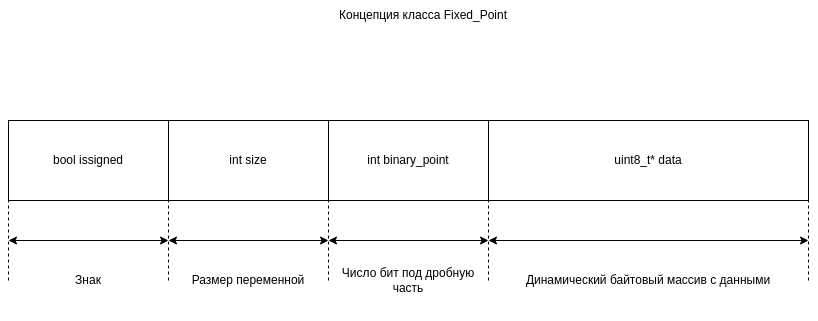 Концепция класса Fixed_Point
bool issigned
int size
int binary_point
uint8_t* data
Знак
Размер переменной
Число бит под дробную
часть
Динамический байтовый массив с данными